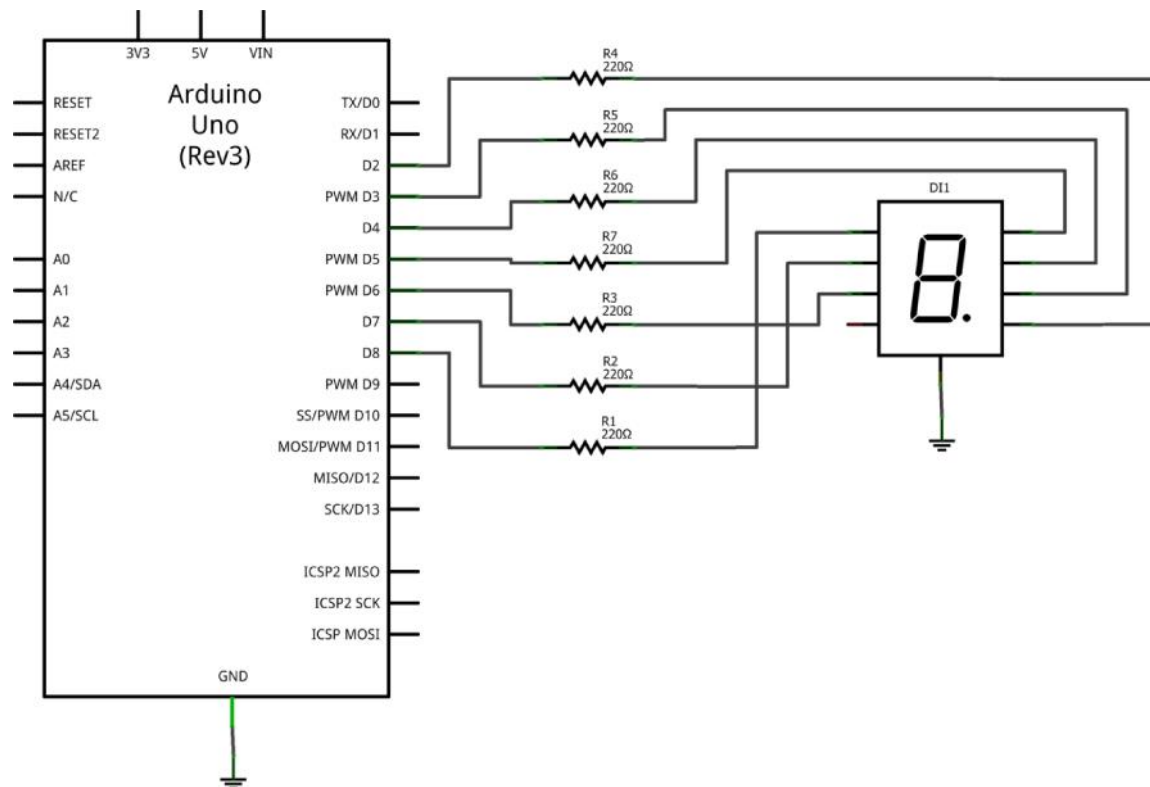 3V3 5V VIN
Arduino
Uno
(Rev3)
RESET
RESET2
AREF
N/C
A0
A1
A2
A3
A4/SDA
A5/SCL
TX/D0
RX/D1
D2
PWM D3
D4
PWM D5
PWM D6
D7
D8
PWM D9
SS/PWM D10
MOSI/PWM D11
MISO/D12
SCK/D13
ICSP2 MISO
ICSP2 SCK
ICSP MOSI
GND
R4
220Ω
R5
220Ω
R6
220Ω
R7
220Ω
R3
220Ω
R2
220Ω
R1
220Ω
DI1
8.